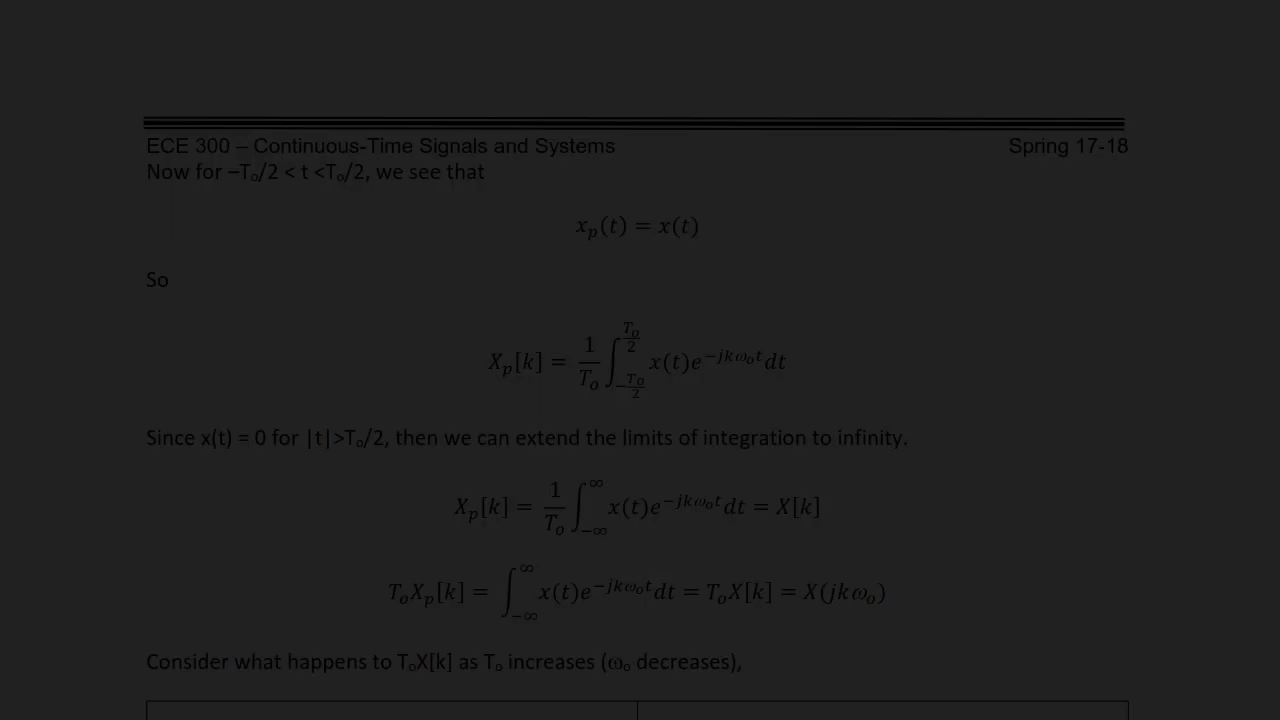 ECE 300 – Continuous-Time Signals and Systems Spring 17-18
Now for –Tₒ/2 < t <Tₒ/2, we see that
xₚ(t) = x(t)
So
Xₚ[k] = 1/Tₒ ∫_{-Tₒ/2}^{Tₒ/2} x(t)e^{-jkωₒt}dt
Since x(t) = 0 for |t|>Tₒ/2, then we can extend the limits of integration to infinity.
Xₚ[k] = 1/Tₒ ∫_{-∞}^{∞} x(t)e^{-jkωₒt}dt = X[k]
TₒXₚ[k] = ∫_{-∞}^{∞} x(t)e^{-jkωₒt}dt = TₒX[k] = X(jkωₒ)
Consider what happens to TₒX[k] as Tₒ increases (ωₒ decreases),